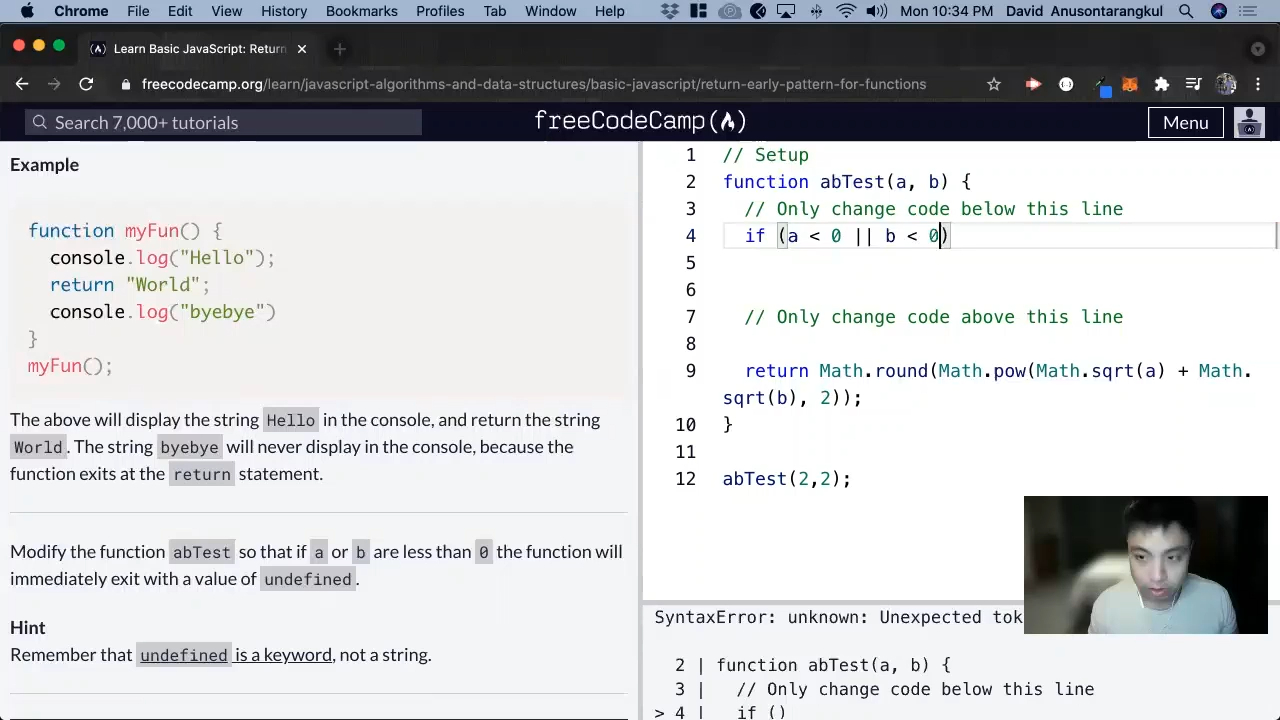 Chrome File Edit View History Bookmarks Profiles Tab Window Help Mon 10:34 PM David Anusontarangkul
Learn Basic JavaScript: Return
freecodecamp.org/learn/javascript-algorithms-and-data-structures/basic-javascript/return-early-pattern-for-functions
Search 7,000+ tutorials
freeCodeCamp
Menu
Example
function myFun() {
console.log("Hello");
return "World";
console.log("byebye")
}
myFun();
The above will display the string Hello in the console, and return the string
World. The string byebye will never display in the console, because the
function exits at the return statement.
Modify the function abTest so that if a or b are less than 0 the function will
immediately exit with a value of undefined.
Hint
Remember that undefined is a keyword, not a string.
1 // Setup
2 function abTest(a, b) {
3 // Only change code below this line
4 if (a < 0 || b < 0)
5
6
7 // Only change code above this line
8
9 return Math.round(Math.pow(Math.sqrt(a) + Math.
sqrt(b), 2));
10 }
11
12 abTest(2,2);
SyntaxError: unknown: Unexpected tok
2 | function abTest(a, b) {
3 | // Only change code below this line
> 4 | if ()